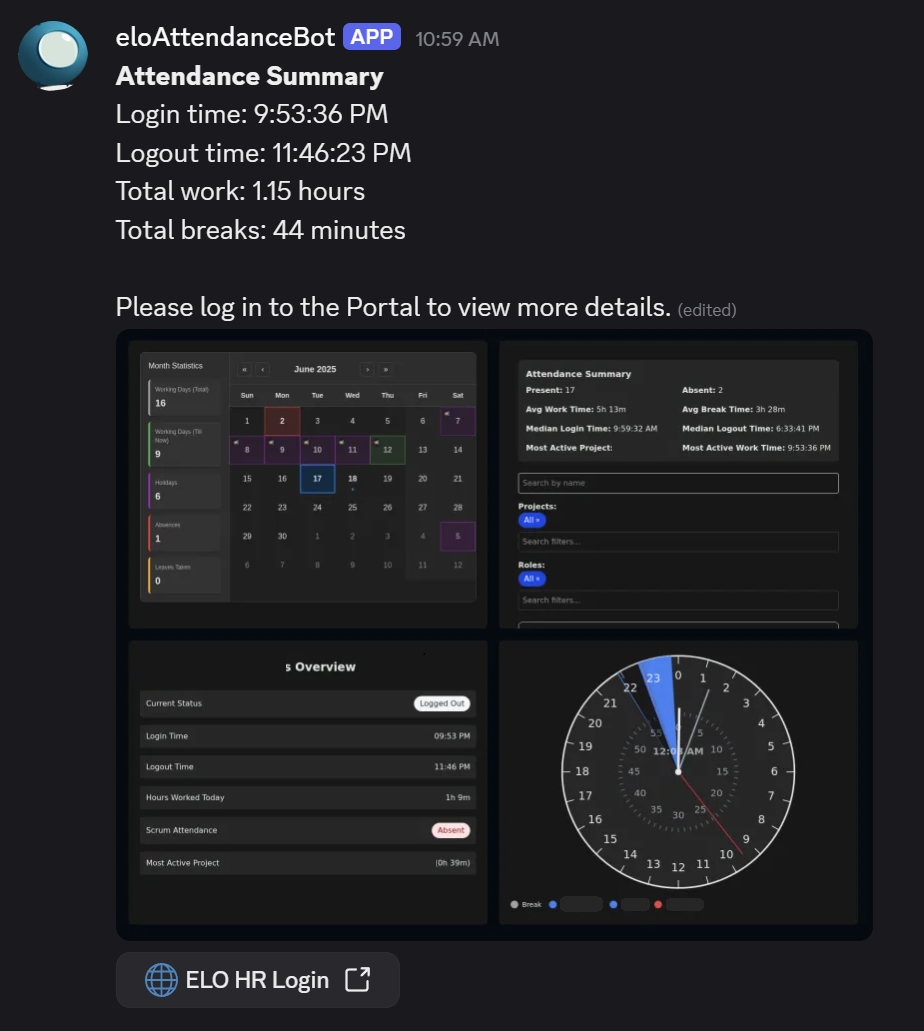 eloAttendanceBot APP 10:59 AM
Attendance Summary
Login time: 9:53:36 PM
Logout time: 11:46:23 PM
Total work: 1.15 hours
Total breaks: 44 minutes
Please log in to the Portal to view more details. (edited)
Month Statistics
Working Days (Total)
16
Working Days (Till
Now)
9
Holidays
6
Absences
1
Leaves Taken
0
« ‹ June 2025 › »
Sun Mon Tue Wed Thu Fri Sat
1 2 3 4 5 6 7
8 9 10 11 12 13 14
15 16 17 18 19 20 21
22 23 24 25 26 27 28
29 30 1 2 3 4 5
6 7 8 9 10 11 12
Attendance Summary
Present: 17 Absent: 2
Avg Work Time: 5h 13m Avg Break Time: 3h 28m
Median Login Time: 9:59:32 AM Median Logout Time: 6:33:41 PM
Most Active Project: Most Active Work Time: 9:53:36 PM
Search by name
Projects:
All ×
Search filters...
Roles:
All ×
Search filters...
s Overview
Current Status Logged Out
Login Time 09:53 PM
Logout Time 11:46 PM
Hours Worked Today 1h 9m
Scrum Attendance Absent
Most Active Project (0h 39m)
0 1 2 3 4 5 6 7 8 9 10 11 12 13 14 15 16 17 18 19 20 21 22 23
0 5 10 15 20 25 30 35 40 45 50 55
12:03 AM
Break
ELO HR Login